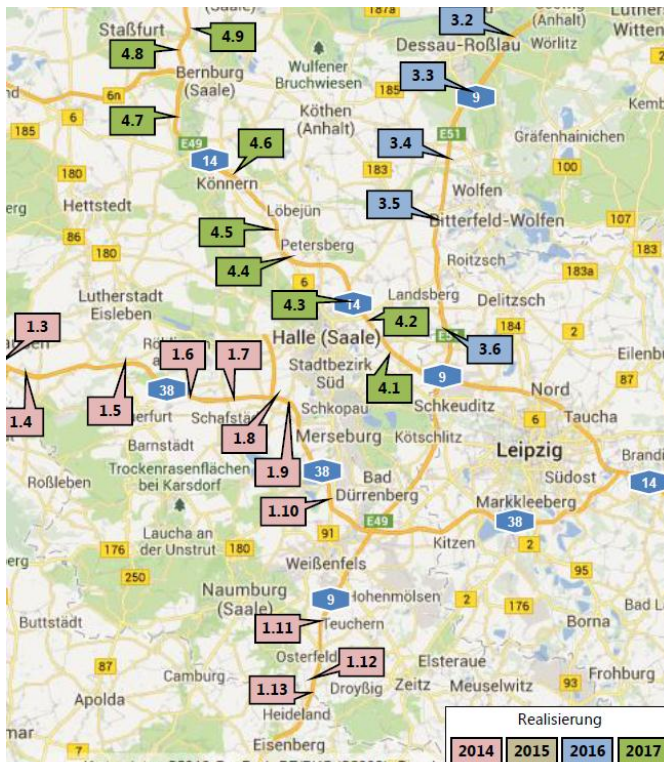 (Saale)
187a
3.2
(Anhalt)
Staßfurt
4.9
Dessau-Roßlau
Wörlitz
Witten
4.8
Wulfener
Bruchwiesen
3.3
Bernburg
(Saale)
185
9
6n
Köthen
(Anhalt)
4.7
6
185
E49
4.6
E51
3.4
Gräfenhainichen
14
183
100
180
Könnern
Wolfen
Hettstedt
Löbejün
3.5
Bitterfeld-Wolfen
107
86
4.5
Petersberg
180
183
4.4
Roitzsch
183a
6
Lutherstadt
Eisleben
4.3
14
Landsberg
Delitzsch
1.3
4.2
184
2
1.6
1.7
Halle (Saale)
3.6
Stadtbezirk
Süd
87
38
4.1
9
Nord
1.5
1.4
Schkopau
Schkeuditz
6
Taucha
1.8
Merseburg
Kötschlitz
Barnstädt
Leipzig
1.9
Trockenrasenflächen
bei Karsdorf
38
Bad
Dürrenberg
Südost
Roßleben
14
1.10
Markkleeberg
Laucha an
der Unstrut
E49
38
91
176
180
Kitzen
2
Weißenfels
95
250
Naumburg
(Saale)
9
Hohenmölsen
2
176
Buttstädt
1.11
Teuchern
Borna
1.12
Elsteraue
87
Camburg
1.13
Droyßig
Zeitz
Meuselwitz
93
Frohburg
Apolda
Heideland
Realisierung
7
Eisenberg
2014
2015
2016
2017